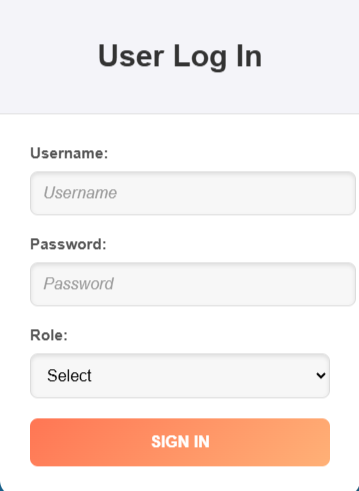 User Log In
Username:
Username
Password:
Password
Role:
Select
SIGN IN